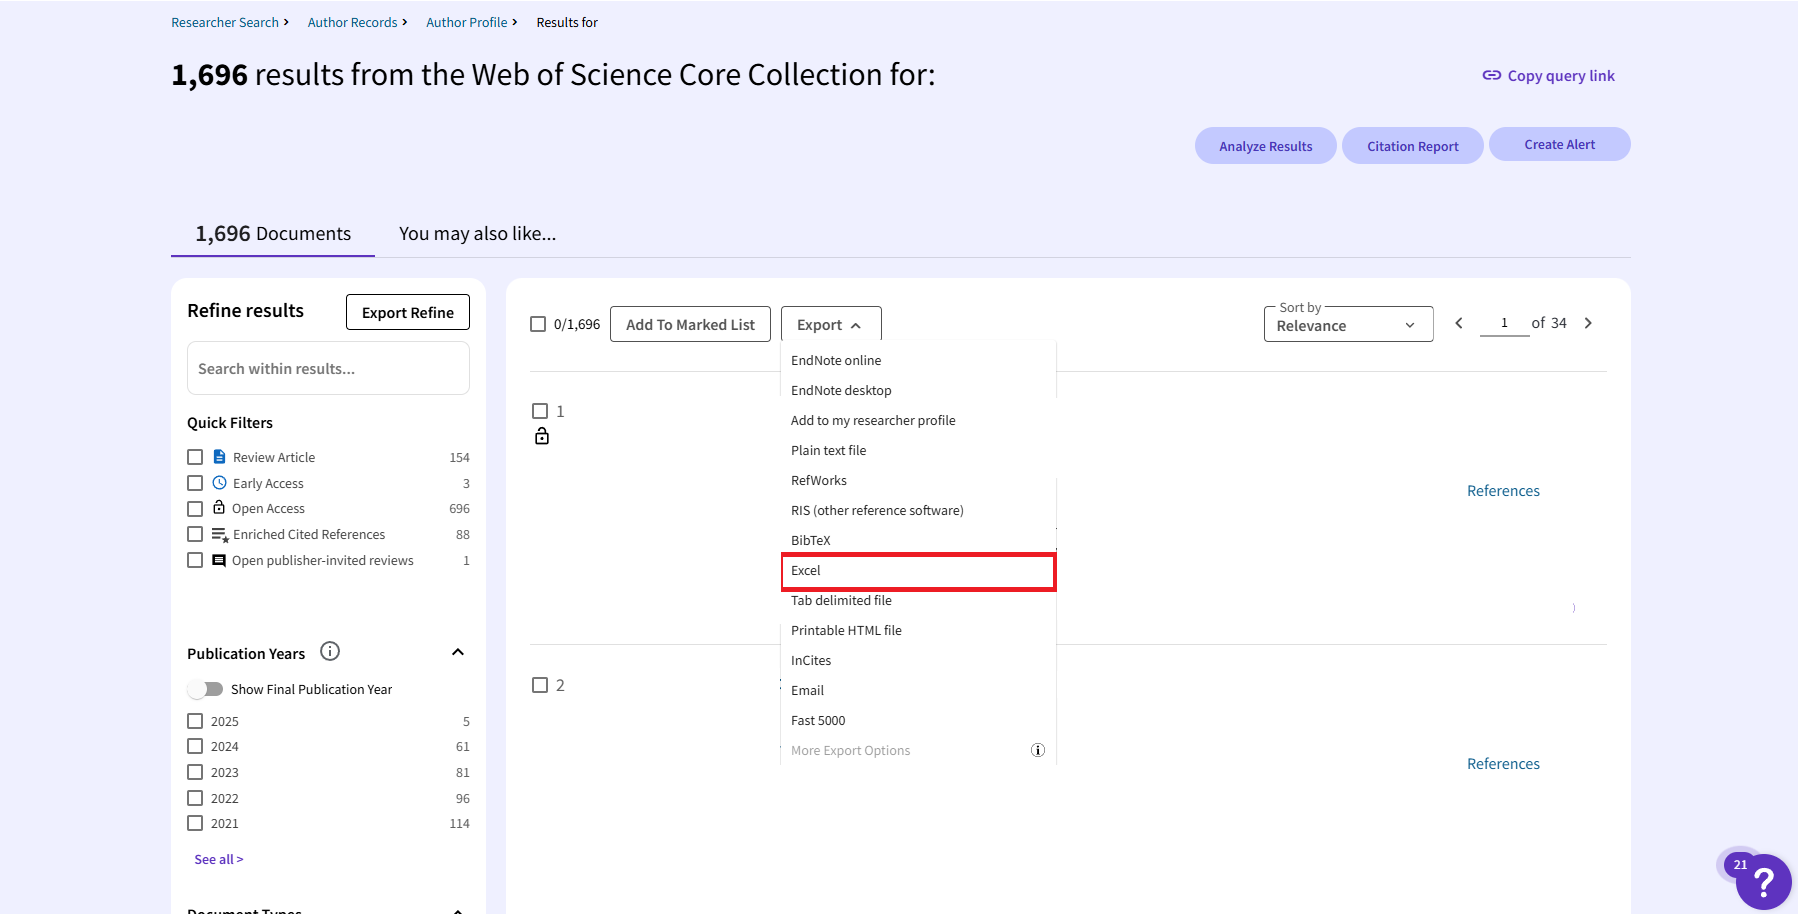 Researcher Search > Author Records > Author Profile > Results for
1,696 results from the Web of Science Core Collection for:
Copy query link
Analyze Results
Citation Report
Create Alert
1,696 Documents
You may also like...
Refine results
Export Refine
Search within results...
Quick Filters
Review Article 154
Early Access 3
Open Access 696
Enriched Cited References 88
Open publisher-invited reviews 1
Publication Years
Show Final Publication Year
2025 5
2024 61
2023 81
2022 96
2021 114
See all >
Document Types
0/1,696
Add To Marked List
Export
Sort by
Relevance
1 of 34
EndNote online
EndNote desktop
Add to my researcher profile
Plain text file
RefWorks
RIS (other reference software)
BibTeX
Excel
Tab delimited file
Printable HTML file
InCites
Email
Fast 5000
More Export Options
1
References
2
References
21
?